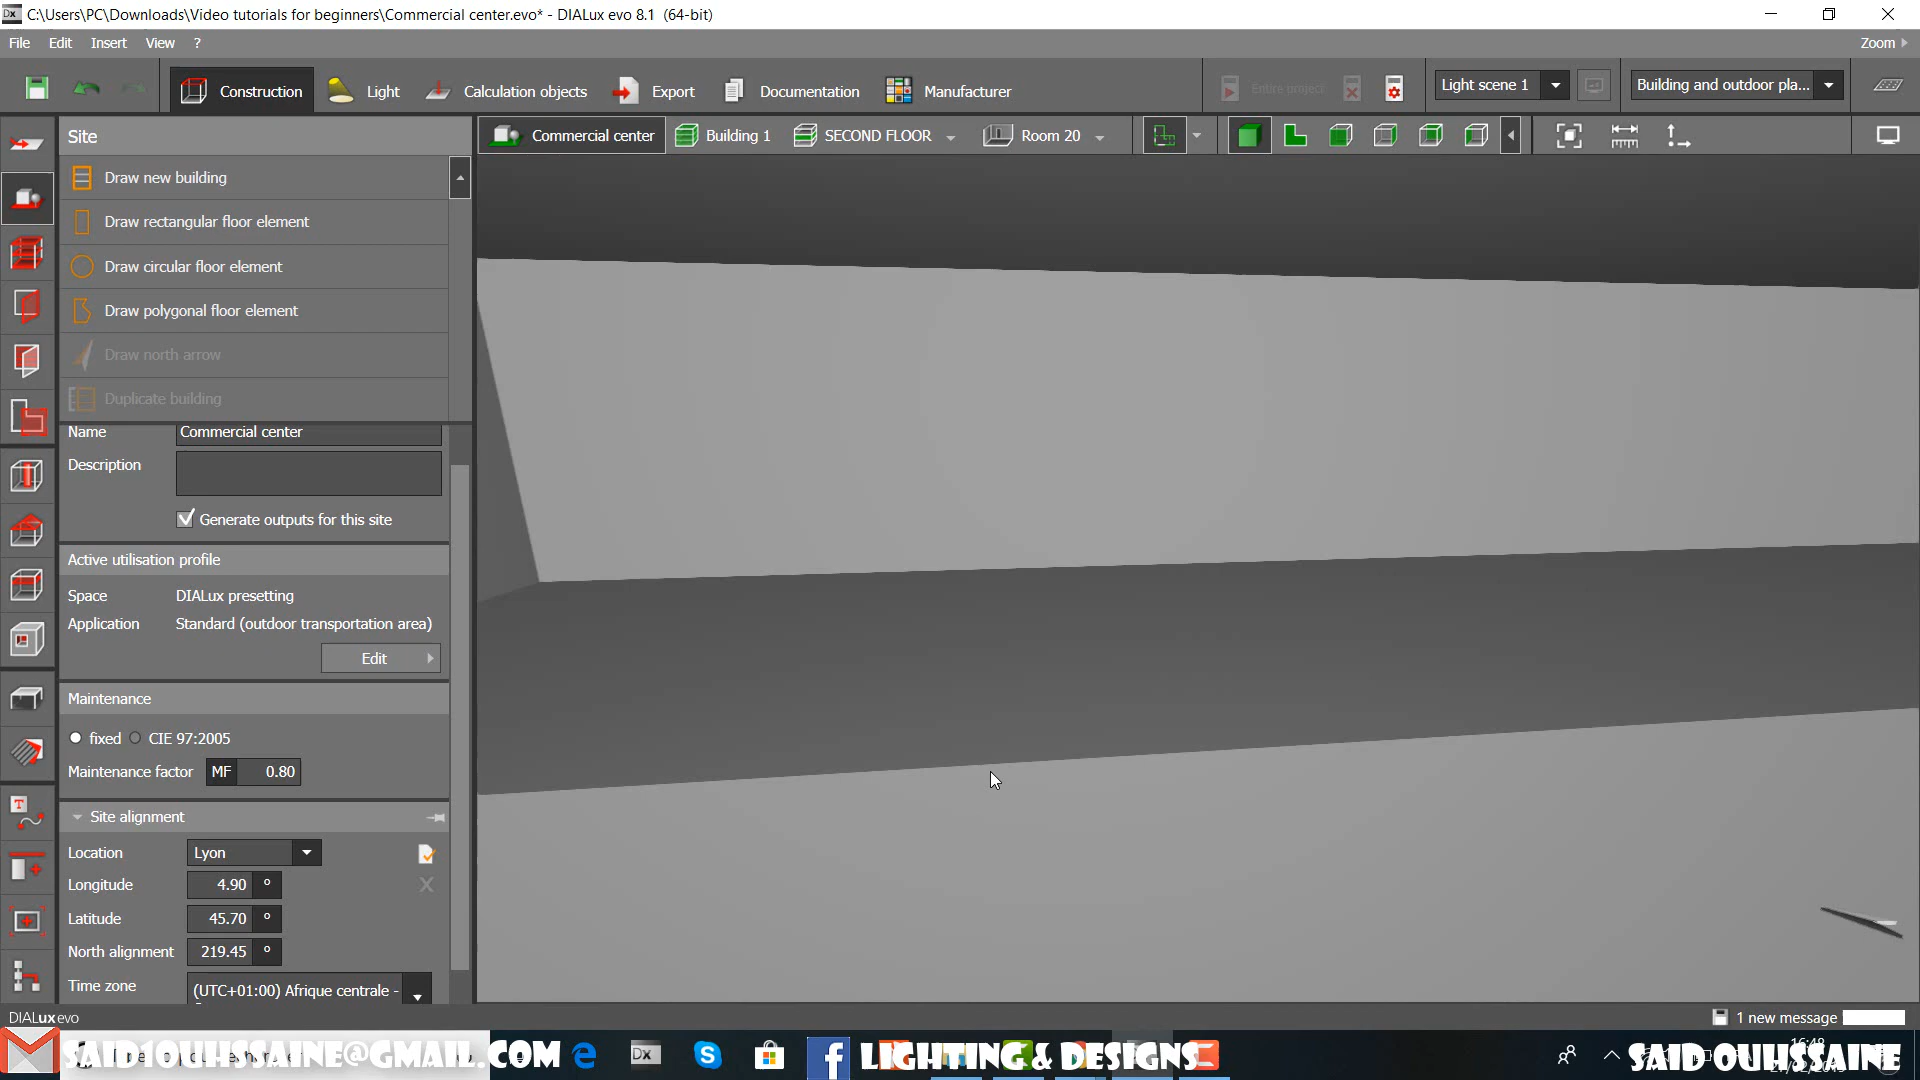 C:\Users\PC\Downloads\Video tutorials for beginners\Commercial center.evo* - DIALux evo 8.1 (64-bit)
File Edit Insert View ? Zoom
Construction Light Calculation objects Export Documentation Manufacturer Entire project Light scene 1 Building and outdoor pla...
Site
Commercial center Building 1 SECOND FLOOR Room 20
Draw new building
Draw rectangular floor element
Draw circular floor element
Draw polygonal floor element
Draw north arrow
Duplicate building
Name Commercial center
Description
Generate outputs for this site
Active utilisation profile
Space DIALux presetting
Application Standard (outdoor transportation area)
Edit
Maintenance
fixed CIE 97:2005
Maintenance factor MF 0.80
Site alignment
Location Lyon
Longitude 4.90 °
Latitude 45.70 °
North alignment 219.45 °
Time zone (UTC+01:00) Afrique centrale -
DIALux evo
1 new message
SAID1OUHSSAINE@GMAIL.COM LIGHTING & DESIGNS SAID OUHSSAINE
16:48